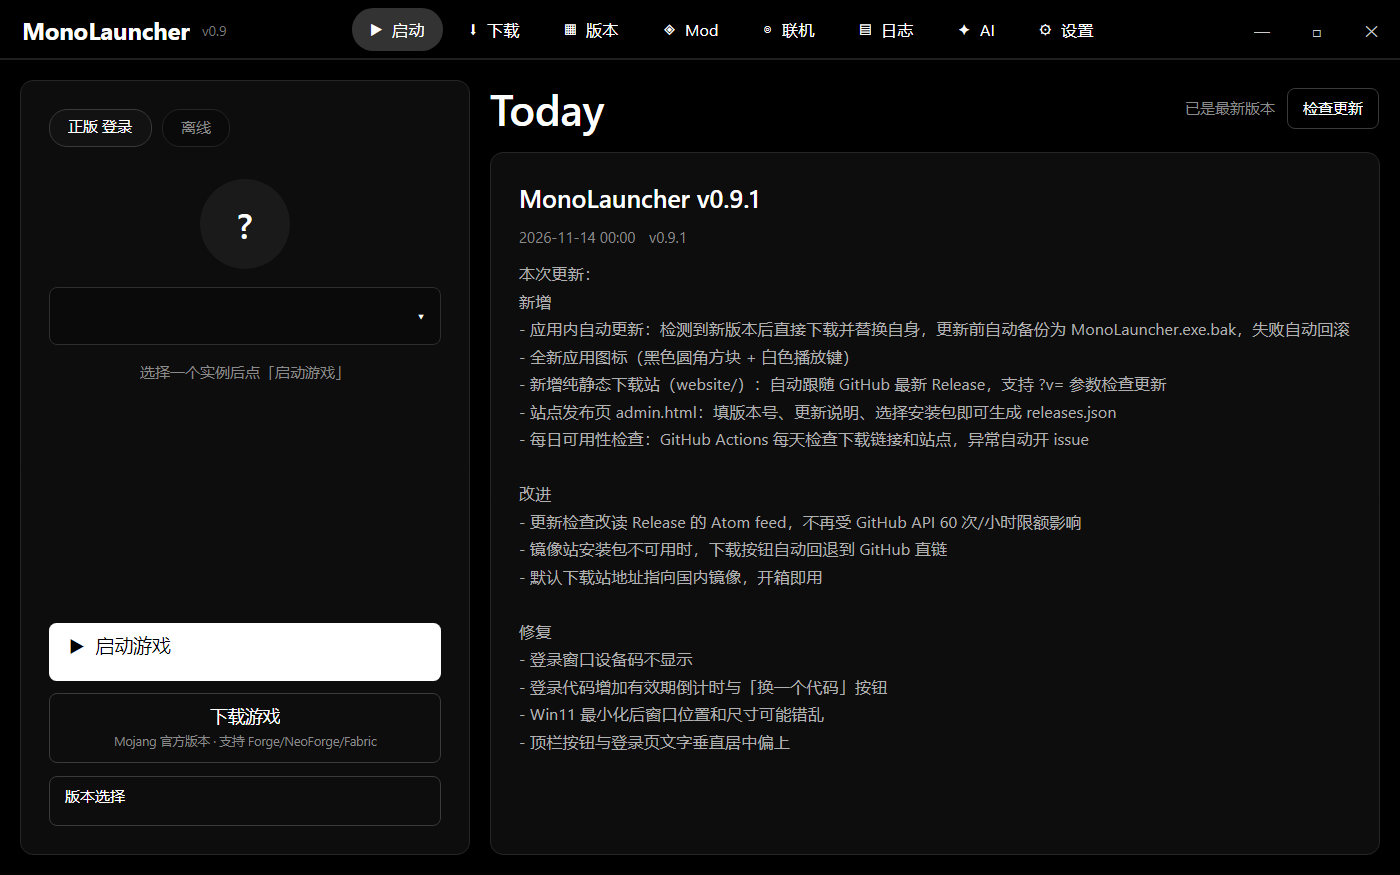 MonoLauncher v0.9
启动
下载
版本
Mod
联机
日志
AI
设置
正版 登录
离线
?
选择一个实例后点「启动游戏」
启动游戏
下载游戏
Mojang 官方版本 · 支持 Forge/NeoForge/Fabric
版本选择
Today
已是最新版本
检查更新
MonoLauncher v0.9.1
2026-11-14 00:00 v0.9.1
本次更新：
新增
- 应用内自动更新：检测到新版本后直接下载并替换自身，更新前自动备份为 MonoLauncher.exe.bak，失败自动回滚
- 全新应用图标（黑色圆角方块 + 白色播放键）
- 新增纯静态下载站（website/）：自动跟随 GitHub 最新 Release，支持 ?v= 参数检查更新
- 站点发布页 admin.html：填版本号、更新说明、选择安装包即可生成 releases.json
- 每日可用性检查：GitHub Actions 每天检查下载链接和站点，异常自动开 issue
改进
- 更新检查改读 Release 的 Atom feed，不再受 GitHub API 60 次/小时限额影响
- 镜像站安装包不可用时，下载按钮自动回退到 GitHub 直链
- 默认下载站地址指向国内镜像，开箱即用
修复
- 登录窗口设备码不显示
- 登录代码增加有效期倒计时与「换一个代码」按钮
- Win11 最小化后窗口位置和尺寸可能错乱
- 顶栏按钮与登录页文字垂直居中偏上